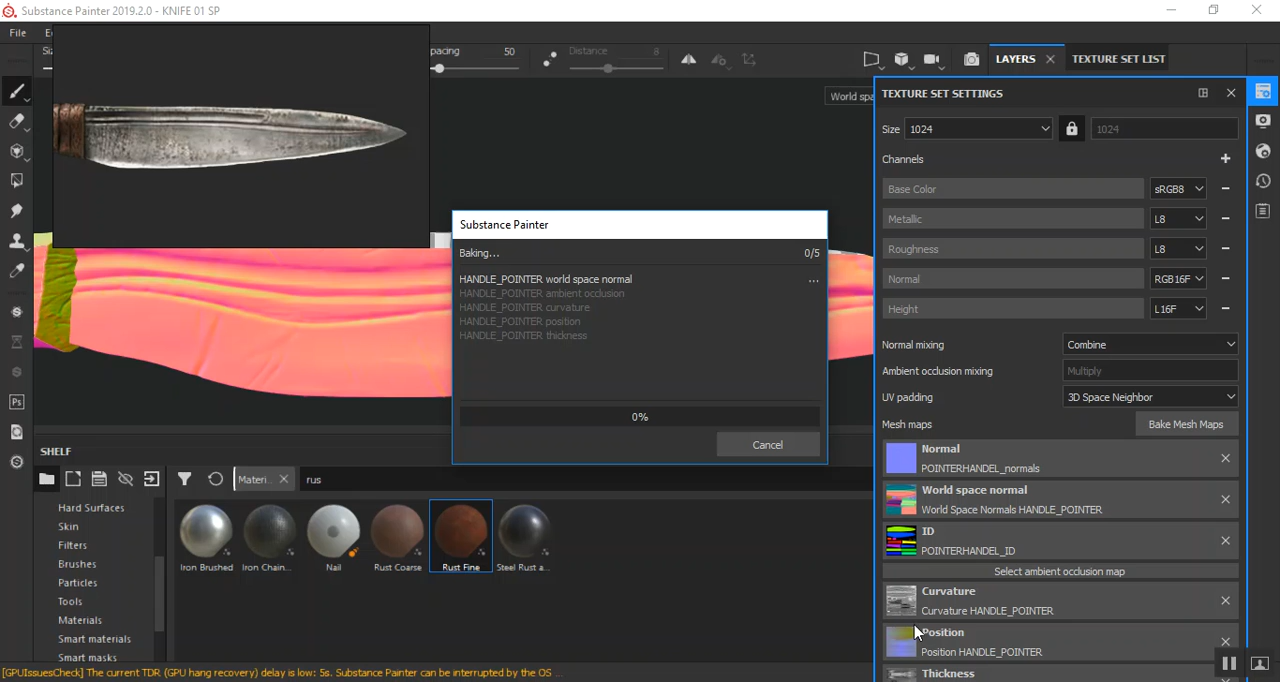 Substance Painter 2019.2.0 - KNIFE 01 SP
File
pacing 50 Distance 8
LAYERS TEXTURE SET LIST
World spa
TEXTURE SET SETTINGS
Size 1024 1024
Channels
Base Color sRGB8
Metallic L8
Roughness L8
Normal RGB16F
Height L16F
Normal mixing Combine
Ambient occlusion mixing Multiply
UV padding 3D Space Neighbor
Mesh maps Bake Mesh Maps
Normal
POINTERHANDEL_normals
World space normal
World Space Normals HANDLE_POINTER
ID
POINTERHANDEL_ID
Select ambient occlusion map
Curvature
Curvature HANDLE_POINTER
Position
Position HANDLE_POINTER
Thickness
Substance Painter
Baking... 0/5
HANDLE_POINTER world space normal ...
HANDLE_POINTER ambient occlusion
HANDLE_POINTER curvature
HANDLE_POINTER position
HANDLE_POINTER thickness
0%
Cancel
Ps
SHELF
Materi... rus
Hard Surfaces
Skin
Filters
Brushes
Particles
Tools
Materials
Smart materials
Smart masks
Iron Brushed
Iron Chain...
Nail
Rust Coarse
Rust Fine
Steel Rust a...
[GPUIssuesCheck] The current TDR (GPU hang recovery) delay is low: 5s. Substance Painter can be interrupted by the OS ...